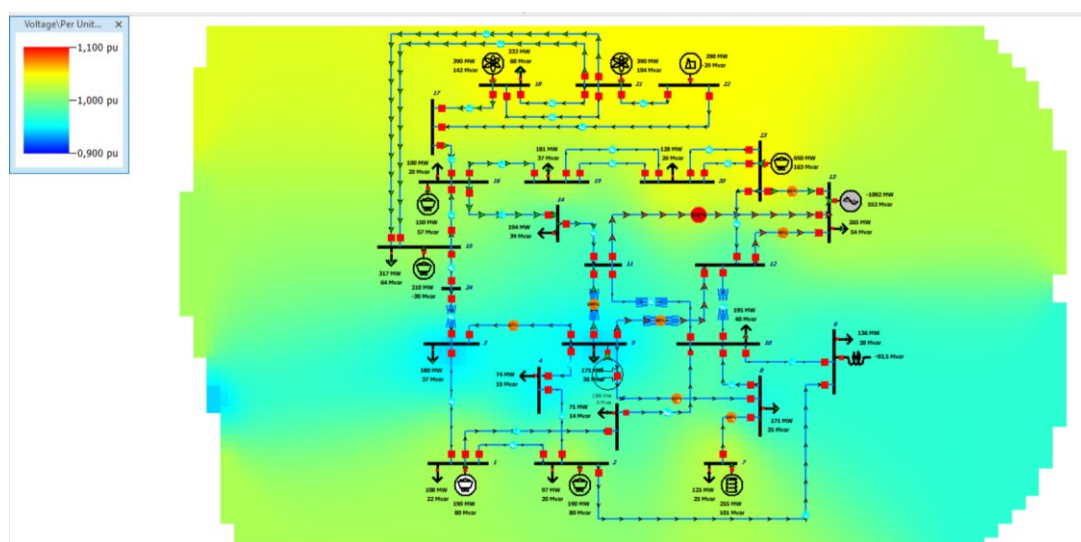 Voltage\Per Unit... ×
1,100 pu
1,000 pu
0,900 pu
333 MW
68 Mvar
390 MW
142 Mvar
390 MW
104 Mvar
18
21
22
17
100 MW
20 Mvar
181 MW
37 Mvar
128 MW
26 Mvar
23
650 MW
163 Mvar
13
-1092 MW
552 Mvar
16
19
20
150 MW
57 Mvar
14
194 MW
39 Mvar
265 MW
54 Mvar
15
11
12
317 MW
64 Mvar
210 MW
-30 Mvar
24
195 MW
40 Mvar
6
136 MW
28 Mvar
-93,5 Mvar
3
9
10
180 MW
37 Mvar
4
74 MW
15 Mvar
175 MW
36 Mvar
0 Mvar
8
71 MW
14 Mvar
171 MW
35 Mvar
1
2
7
108 MW
22 Mvar
190 MW
80 Mvar
97 MW
20 Mvar
190 MW
80 Mvar
125 MW
25 Mvar
255 MW
101 Mvar